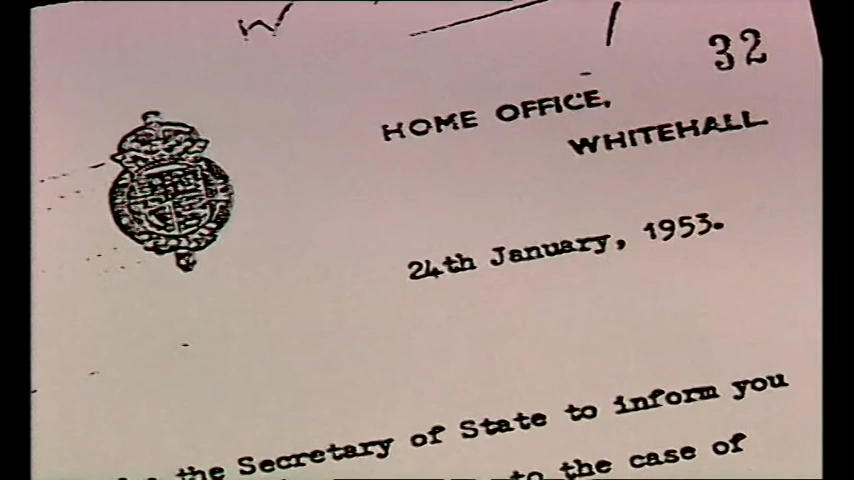 32
HOME OFFICE,
WHITEHALL
24th January, 1953.
the Secretary of State to inform you
to the case of